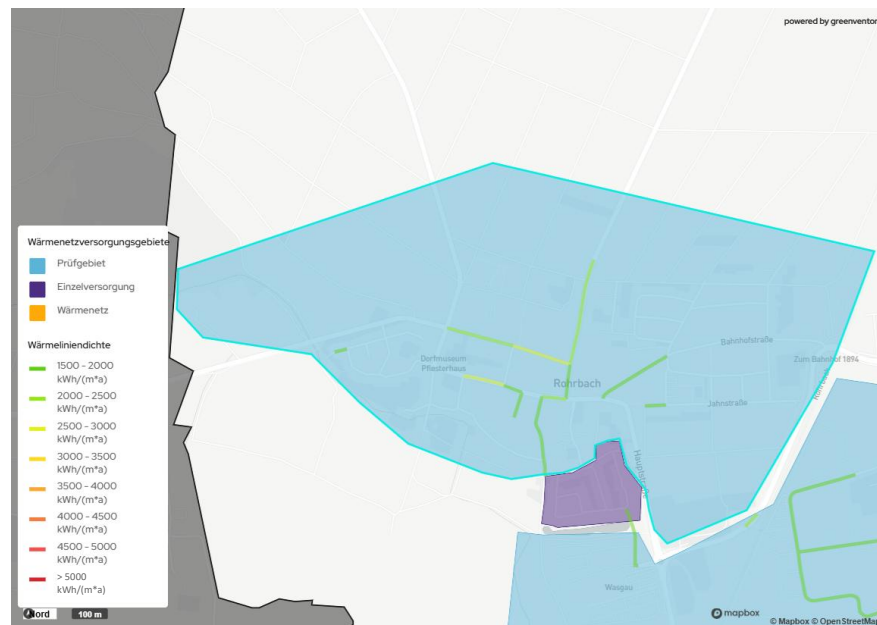 powered by greenventory
Wärmenetzversorgungsgebiete
Prüfgebiet
Einzelversorgung
Wärmenetz
Wärmeliniendichte
1500 - 2000
kWh/(m*a)
2000 - 2500
kWh/(m*a)
2500 - 3000
kWh/(m*a)
3000 - 3500
kWh/(m*a)
3500 - 4000
kWh/(m*a)
4000 - 4500
kWh/(m*a)
4500 - 5000
kWh/(m*a)
> 5000
kWh/(m*a)
Dorfmuseum
Pfisterhaus
Rohrbach
Bahnhofstraße
Zum Bahnhof 1894
Jahnstraße
Hauptstraße
Wasgau
Nord
100 m
mapbox
© Mapbox © OpenStreetMap